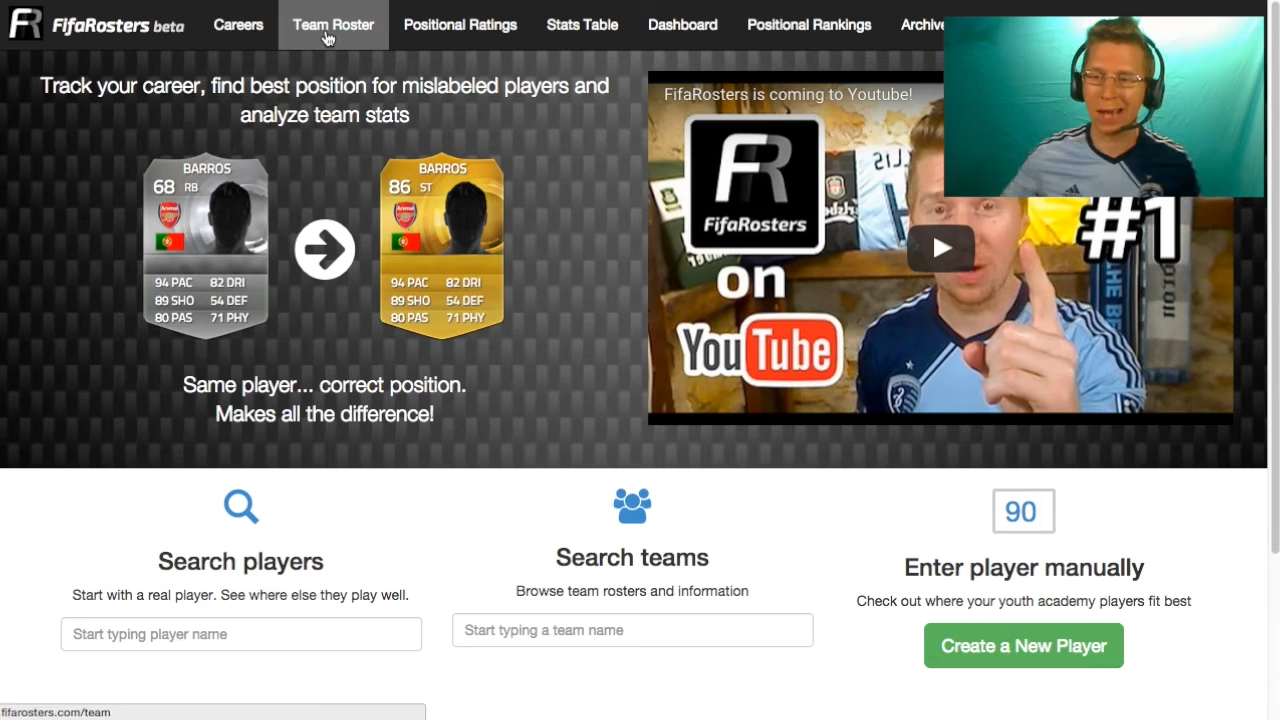 FR FifaRosters beta
Careers
Team Roster
Positional Ratings
Stats Table
Dashboard
Positional Rankings
Archive
Track your career, find best position for mislabeled players and
analyze team stats
BARROS
68 RB
Arsenal
94 PAC 82 DRI
89 SHO 54 DEF
80 PAS 71 PHY
BARROS
86 ST
Arsenal
94 PAC 82 DRI
89 SHO 54 DEF
80 PAS 71 PHY
Same player... correct position.
Makes all the difference!
FifaRosters is coming to Youtube!
FR
FifaRosters
on
YouTube
#1
Search players
Start with a real player. See where else they play well.
Start typing player name
Search teams
Browse team rosters and information
Start typing a team name
90
Enter player manually
Check out where your youth academy players fit best
Create a New Player
fifarosters.com/team